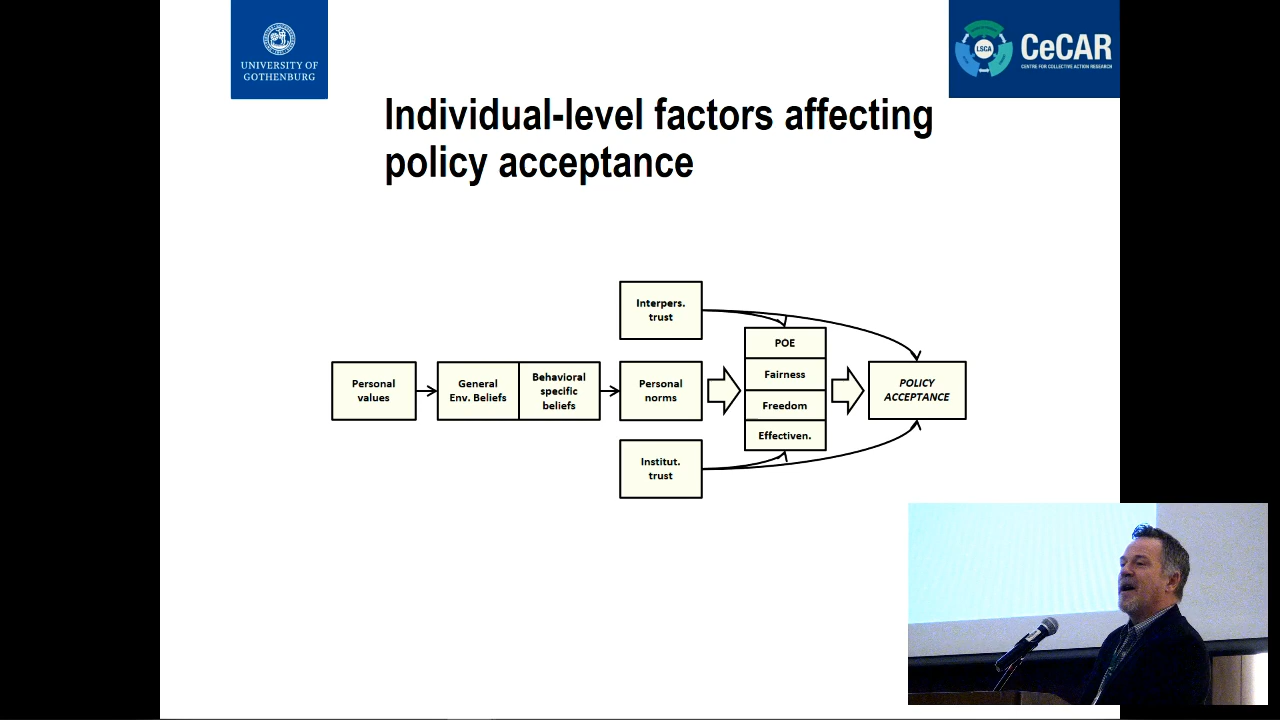 UNIVERSITY OF
GOTHENBURG
LSCA
CeCAR
CENTRE FOR COLLECTIVE ACTION RESEARCH
Individual-level factors affecting
policy acceptance
Interpers.
trust
POE
Fairness
Freedom
Effectiven.
Personal
values
General
Env. Beliefs
Behavioral
specific
beliefs
Personal
norms
POLICY
ACCEPTANCE
Institut.
trust